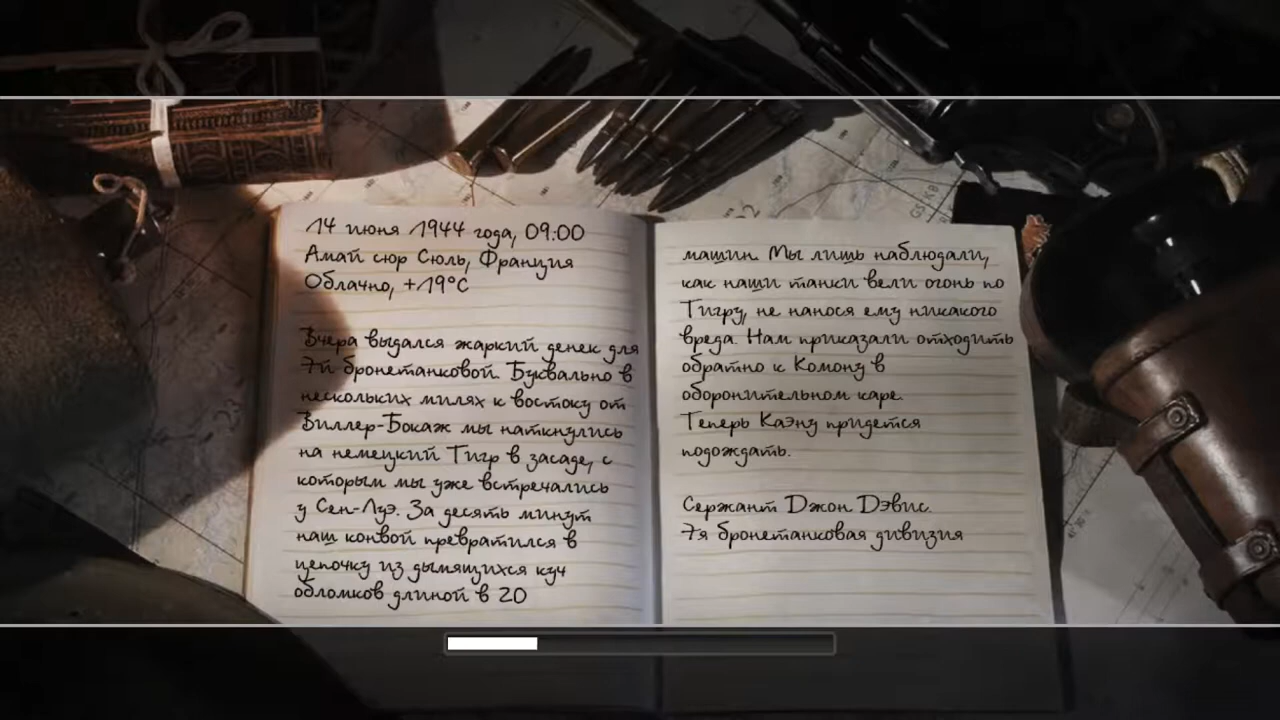 14 июня 1944 года, 09:00
Амай сюр Сюль, Франция
Облачно, +19°C
Вчера выдался жаркий денек для
7й бронетанковой. Буквально в
нескольких милях к востоку от
Виллер-Бокаж мы наткнулись
на немецкий Тигр в засаде, с
которым мы уже встречались
у Сен-Луэ. За десять минут
наш конвой превратился в
цепочку из дымящихся куч
обломков длиной в 20
машин. Мы лишь наблюдали,
как наши танки вели огонь по
Тигру, не нанося ему никакого
вреда. Нам приказали отходить
обратно к Комону в
оборонительном каре.
Теперь Каэну придется
подождать.
Сержант Джон Дэвис.
7я бронетанковая дивизия